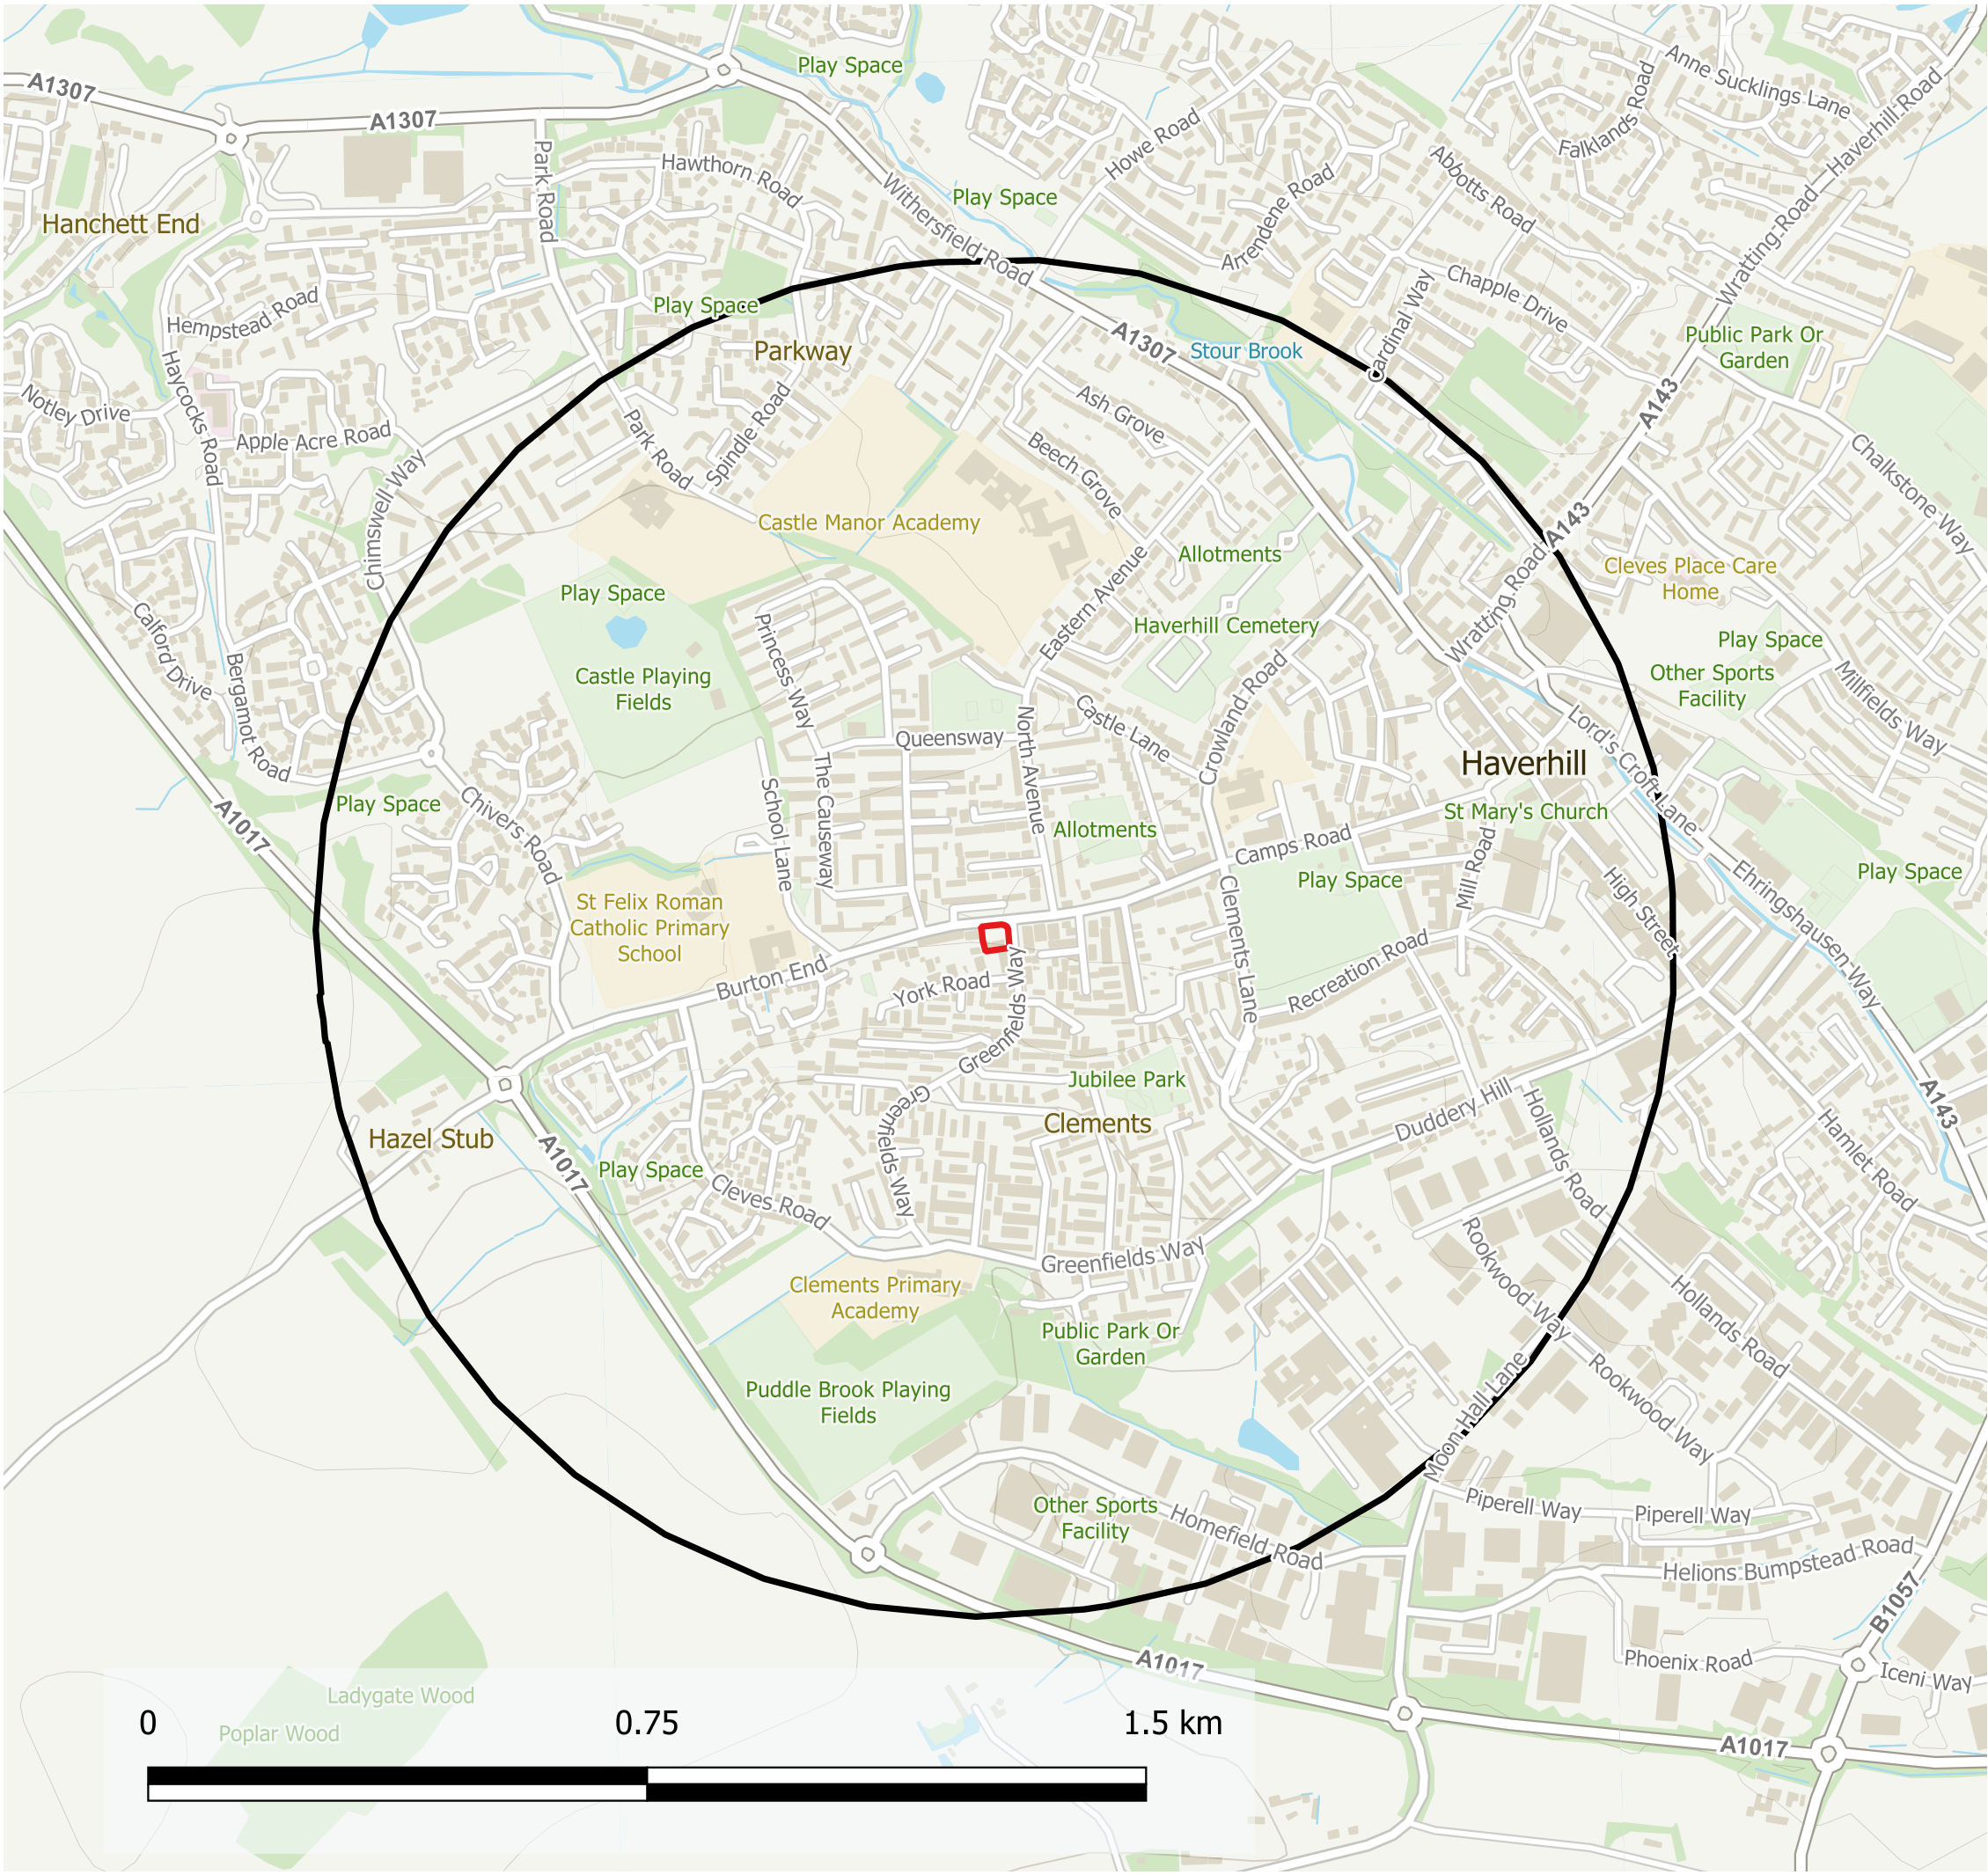 Play Space
Anne Sucklings Lane
A1307
A1307
Falklands Road
Haverhill Road
Howe Road
Park Road
Hawthorn Road
Abbotts Road
Withersfield Road
Play Space
Arrendene Road
Hanchett End
Wratting Road
Hempstead Road
Play Space
Chapple Drive
Cardinal Way
Parkway
A1307
Stour Brook
Public Park Or
Garden
Haycocks Road
Notley Drive
Apple Acre Road
Park Road
Spindle Road
Ash Grove
Beech Grove
A143
Chalkstone Way
Chimswell Way
Castle Manor Academy
A143
Allotments
Cleves Place Care
Home
Play Space
Eastern Avenue
Wratting Road
Haverhill Cemetery
Play Space
Calford Drive
Bergamot Road
Castle Playing
Fields
Princess Way
Other Sports
Facility
Millfields Way
Crowland Road
Castle Lane
Queensway
North Avenue
Lord's Croft Lane
Haverhill
The Causeway
School Lane
Play Space
Chivers Road
A1017
St Mary's Church
Allotments
Camps Road
Mill Road
Play Space
Play Space
High Street
Ehringshausen Way
St Felix Roman
Catholic Primary
School
Clements Lane
Recreation Road
Burton End
York Road
Greenfields Way
Greenfields Way
Jubilee Park
Clements
Duddery Hill
Hollands Road
A143
Hamlet Road
Hazel Stub
A1017
Play Space
Cleves Road
Greenfields Way
Rookwood Way
Clements Primary
Academy
Public Park Or
Garden
Hollands Road
Rookwood Way
Moon Hall Lane
Puddle Brook Playing
Fields
Other Sports
Facility
Homefield Road
Piperell Way
Piperell Way
Helions Bumpstead Road
B1057
A1017
Phoenix Road
Iceni Way
Ladygate Wood
Poplar Wood
A1017
0
0.75
1.5 km